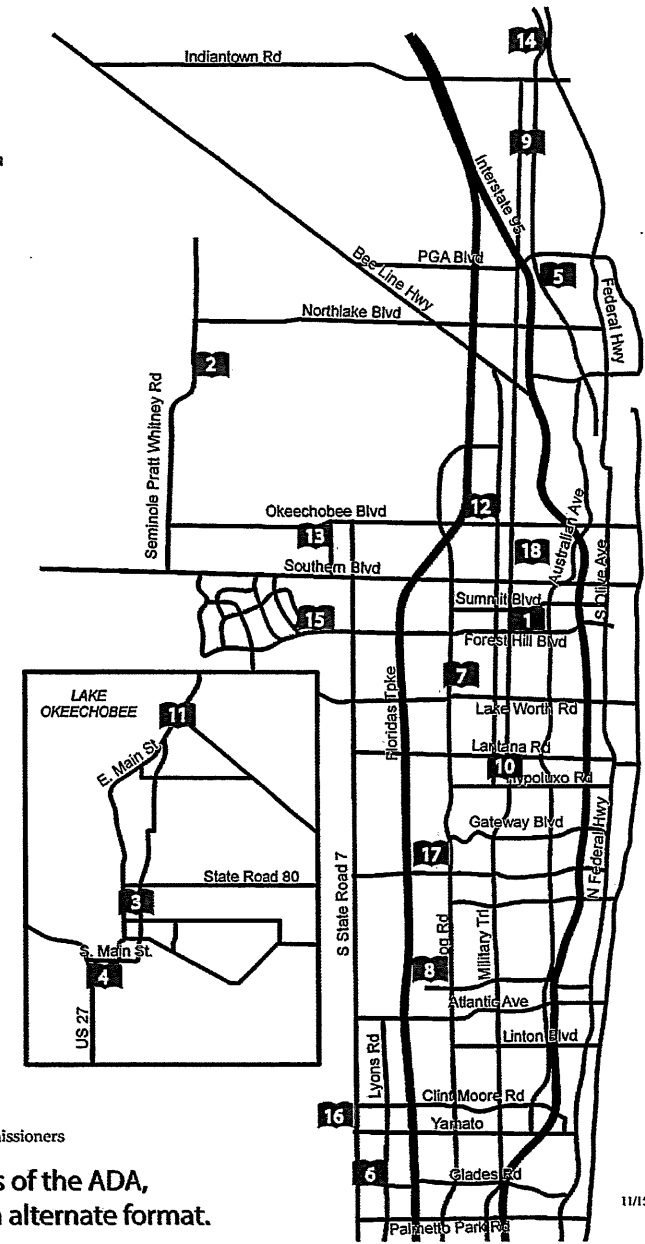 14
Indiantown Rd
9
Interstate 95
PGA Blvd
5
Bee Line Hwy
Federal Hwy
Northlake Blvd
2
Seminole Pratt Whitney Rd
12
Okeechobee Blvd
13
18
Australian Ave
Southern Blvd
S Olive Ave
Summit Blvd
15
1
Forest Hill Blvd
7
LAKE
OKEECHOBEE
11
Floridas Tpke
Lake Worth Rd
Lantana Rd
E. Main St
10
Hypoluxo Rd
Gateway Blvd
17
N Federal Hwy
State Road 80
3
S State Road 7
og Rd
Military Trl
S. Main St.
4
8
Atlantic Ave
US 27
Linton Blvd
Lyons Rd
Clint Moore Rd
16
Yamato
6
Glades Rd
Palmetto Park Rd
issioners
s of the ADA,
alternate format.